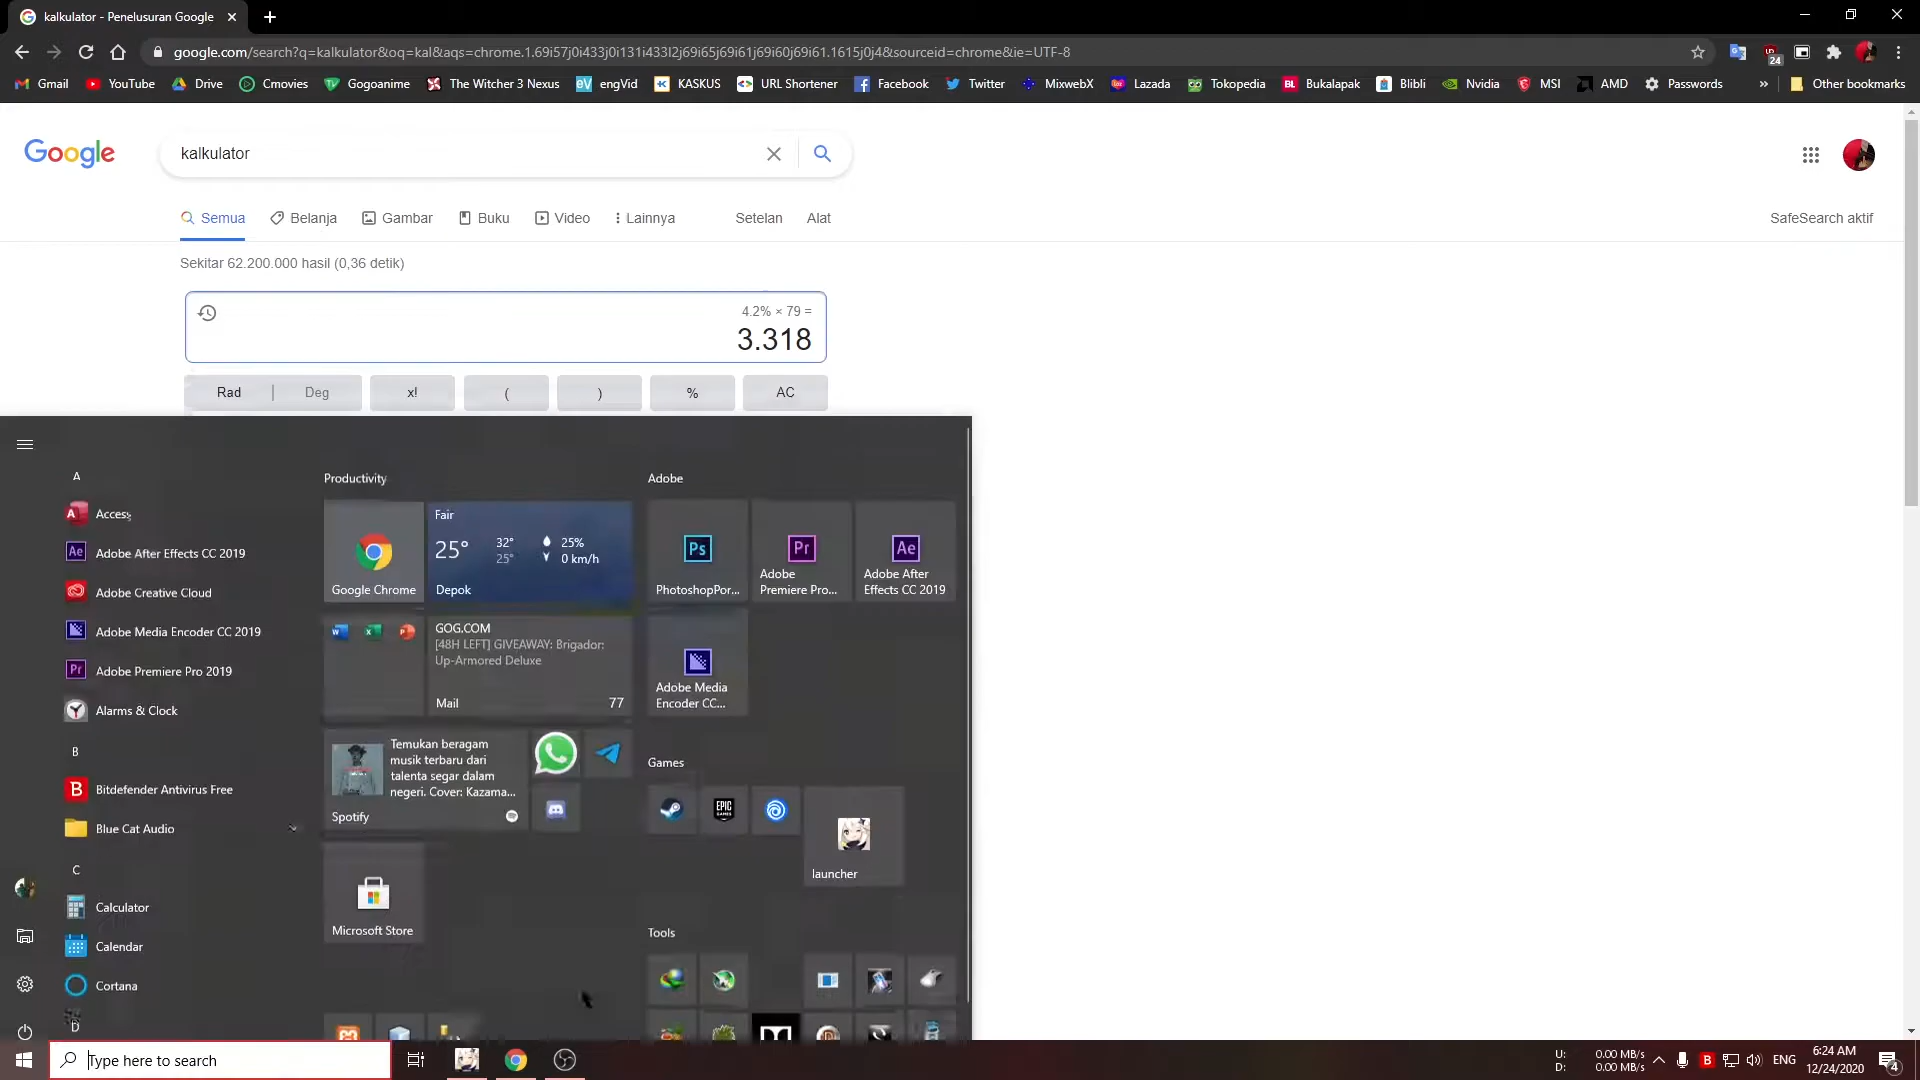 kalkulator - Penelusuran Google
google.com/search?q=kalkulator&oq=kal&aqs=chrome.1.69i57j0i433j0i131i433l2j69i65j69i61j69i60j69i61.1615j0j4&sourceid=chrome&ie=UTF-8
24
Gmail YouTube Drive Cmovies Gogoanime The Witcher 3 Nexus engVid KASKUS URL Shortener Facebook Twitter MixwebX Lazada Tokopedia Bukalapak Blibli Nvidia MSI AMD Passwords » Other bookmarks
Google kalkulator
Semua Belanja Gambar Buku Video Lainnya Setelan Alat SafeSearch aktif
Sekitar 62.200.000 hasil (0,36 detik)
4.2% × 79 =
3.318
Rad | Deg x! ( ) % AC
A
Access
Adobe After Effects CC 2019
Adobe Creative Cloud
Adobe Media Encoder CC 2019
Adobe Premiere Pro 2019
Alarms & Clock
B
Bitdefender Antivirus Free
Blue Cat Audio
C
Calculator
Calendar
Cortana
D
Productivity
Google Chrome
Fair
25° 32° 25%
25° 0 km/h
Depok
GOG.COM
[48H LEFT] GIVEAWAY: Brigador:
Up-Armored Deluxe
Mail 77
Temukan beragam
musik terbaru dari
talenta segar dalam
negeri. Cover: Kazama...
Spotify
Microsoft Store
Adobe
Ps
PhotoshopPor...
Pr
Adobe
Premiere Pro...
Ae
Adobe After
Effects CC 2019
Adobe Media
Encoder CC...
Games
EPIC
GAMES
launcher
Tools
Type here to search
U: 0.00 MB/s
D: 0.00 MB/s
ENG
6:24 AM
12/24/2020
4